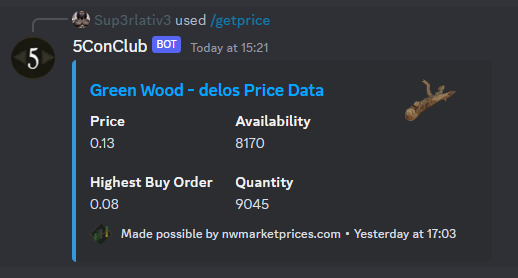 Sup3rlativ3 used /getprice
5
5ConClub BOT Today at 15:21
Green Wood - delos Price Data
Price Availability
0.13 8170
Highest Buy Order Quantity
0.08 9045
Made possible by nwmarketprices.com • Yesterday at 17:03